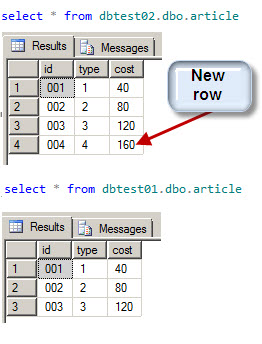 select * from dbtest02.dbo.article
Results Messages
id type cost
1 001 1 40
2 002 2 80
3 003 3 120
4 004 4 160
New
row
select * from dbtest01.dbo.article
Results Messages
id type cost
1 001 1 40
2 002 2 80
3 003 3 120